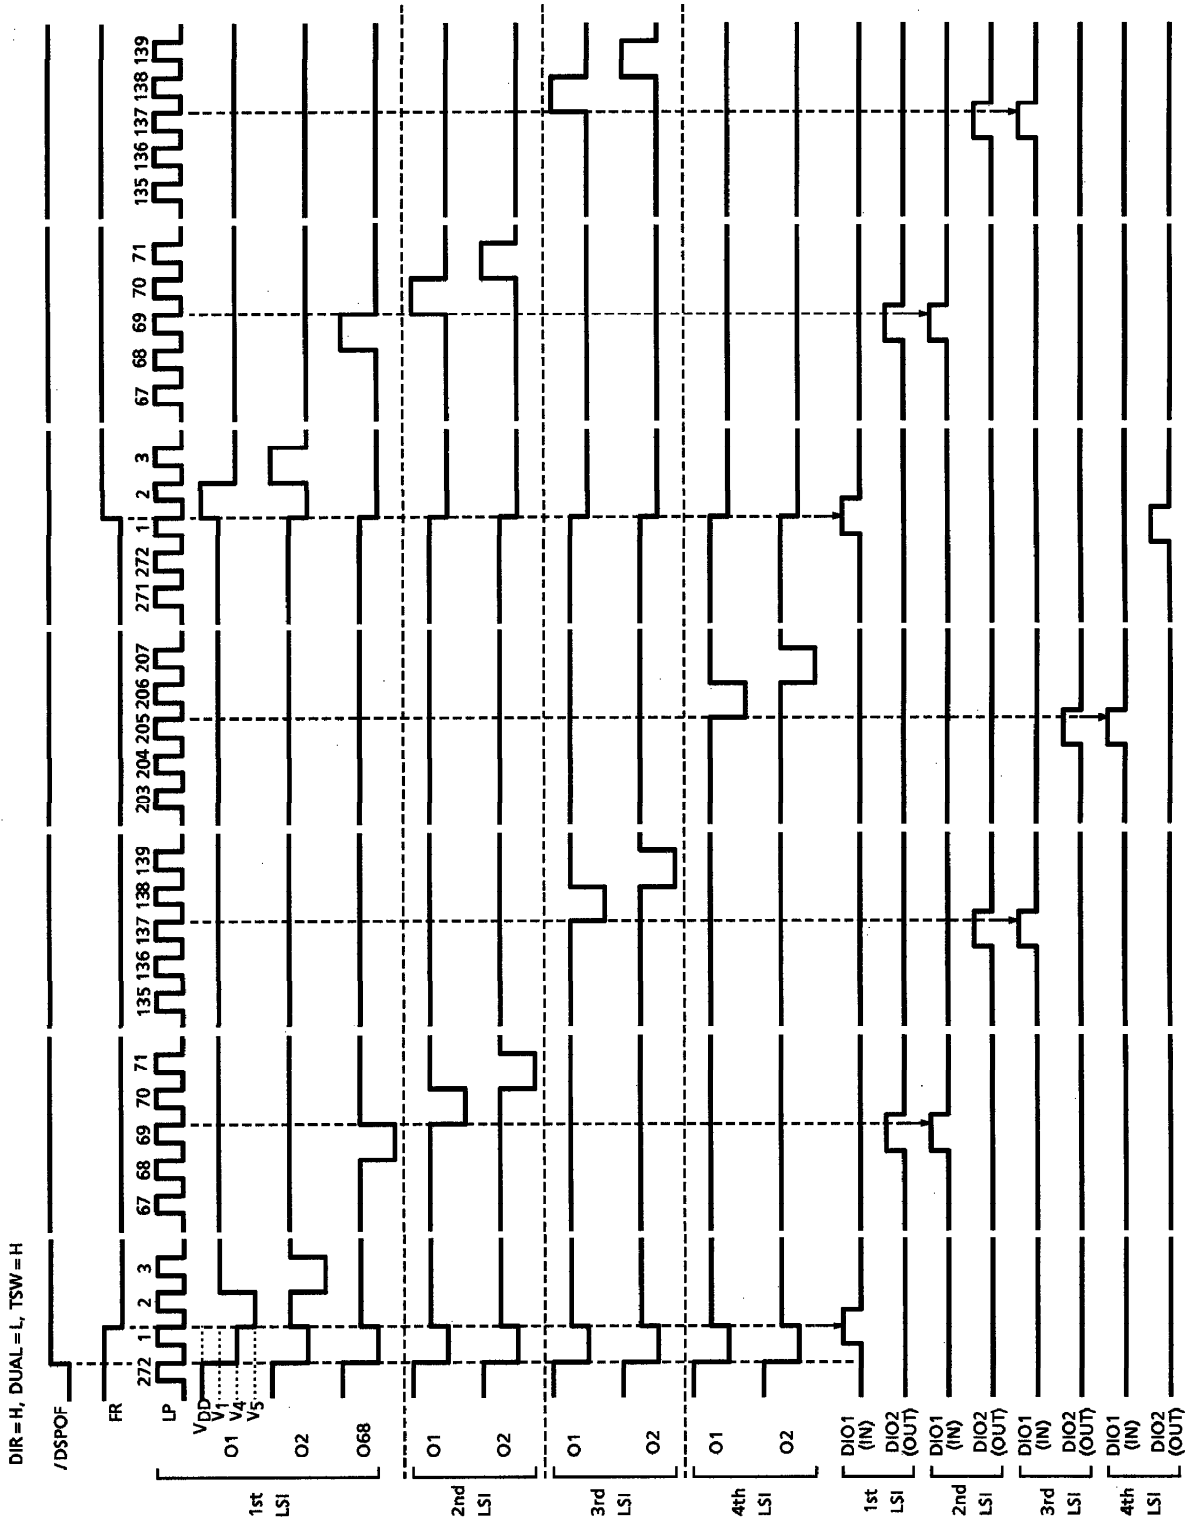 DIR = H, DUAL = L, TSW = H
/DSPOF
FR
LP
272 1 2 3 67 68 69 70 71 135 136 137 138 139 203 204 205 206 207 271 272 1 2 3 67 68 69 70 71 135 136 137 138 139
VDD
V1
V4
V5
1st
LSI
O1
O2
O68
2nd
LSI
O1
O2
3rd
LSI
O1
O2
4th
LSI
O1
O2
1st
LSI
DIO1
(IN)
DIO2
(OUT)
2nd
LSI
DIO1
(IN)
DIO2
(OUT)
3rd
LSI
DIO1
(IN)
DIO2
(OUT)
4th
LSI
DIO1
(IN)
DIO2
(OUT)